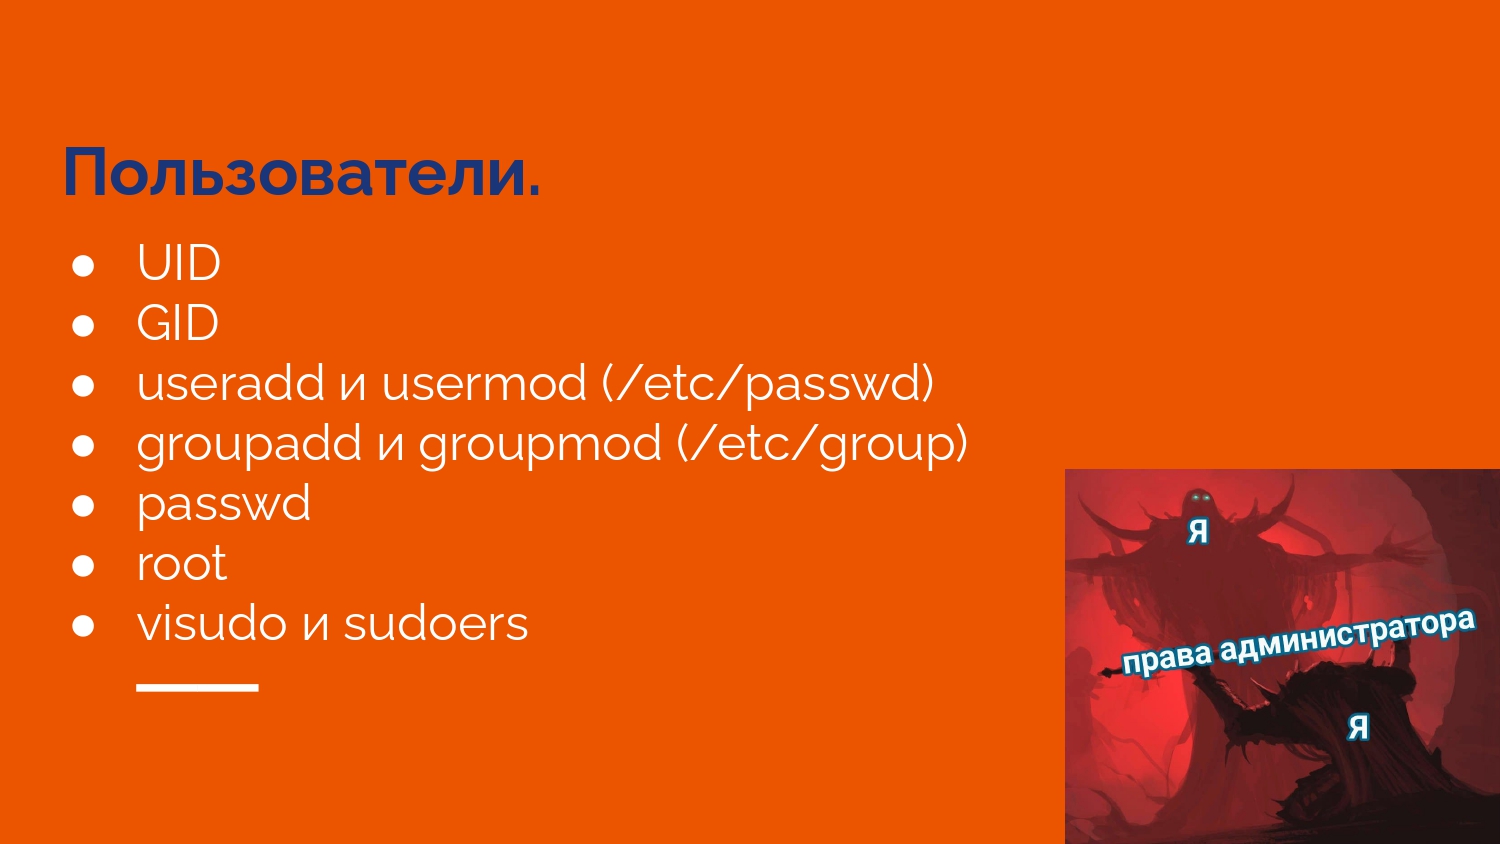 Пользователи.
● UID
● GID
● useradd и usermod (/etc/passwd)
● groupadd и groupmod (/etc/group)
● passwd
● root
● visudo и sudoers
Я
права администратора
Я